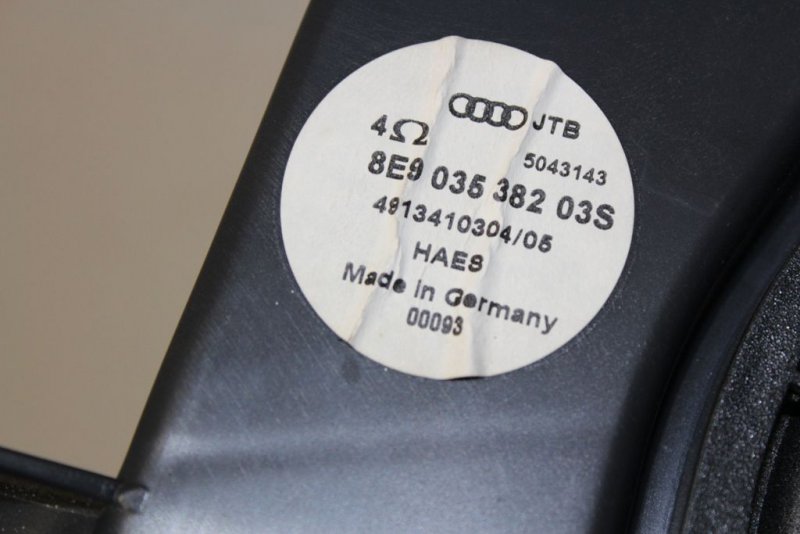 JTB
4Ω
5043143
8E9 035 382 03S
4913410304/05
HAES
Made in Germany
00093